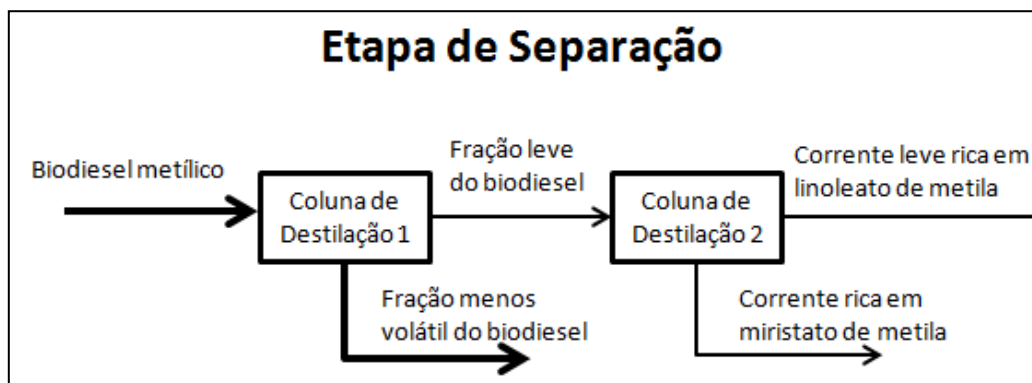 Etapa de Separação
Biodiesel metílico
Coluna de
Destilação 1
Fração leve
do biodiesel
Coluna de
Destilação 2
Corrente leve rica em
linoleato de metila
Fração menos
volátil do biodiesel
Corrente rica em
miristato de metila